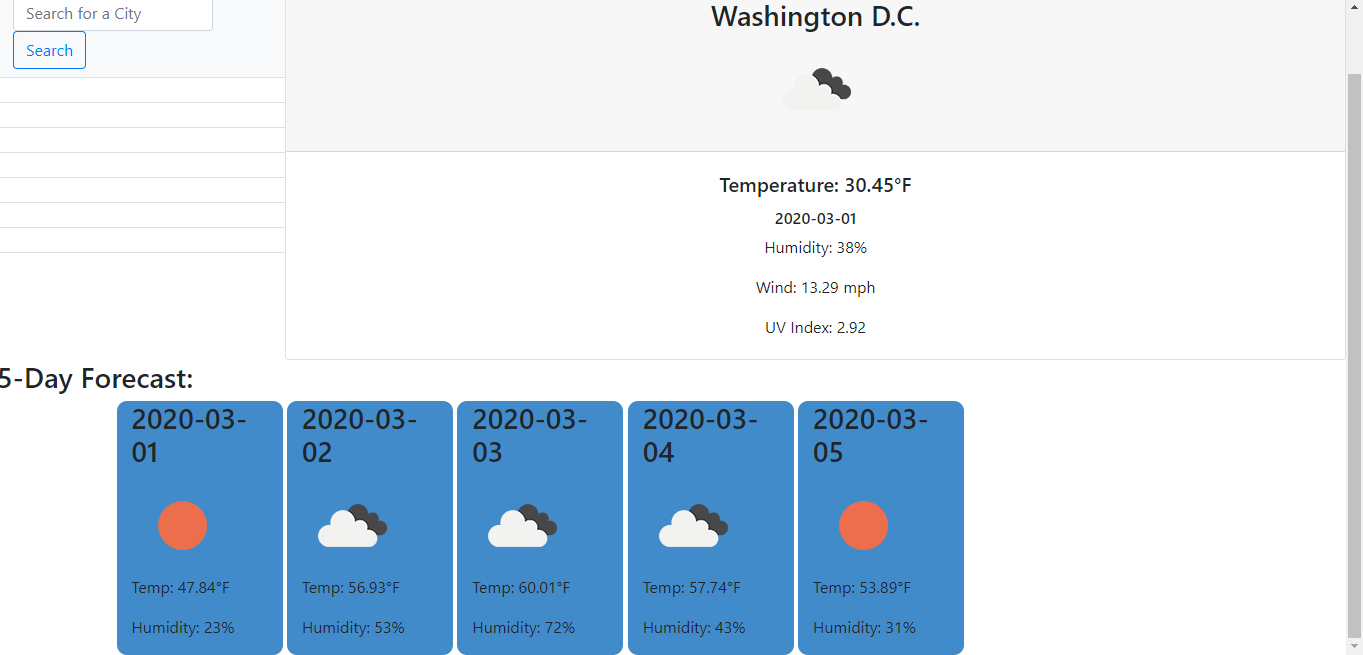 Search for a City
Search
Washington D.C.
Temperature: 30.45°F
2020-03-01
Humidity: 38%
Wind: 13.29 mph
UV Index: 2.92
5-Day Forecast:
2020-03-
01
Temp: 47.84°F
Humidity: 23%
2020-03-
02
Temp: 56.93°F
Humidity: 53%
2020-03-
03
Temp: 60.01°F
Humidity: 72%
2020-03-
04
Temp: 57.74°F
Humidity: 43%
2020-03-
05
Temp: 53.89°F
Humidity: 31%